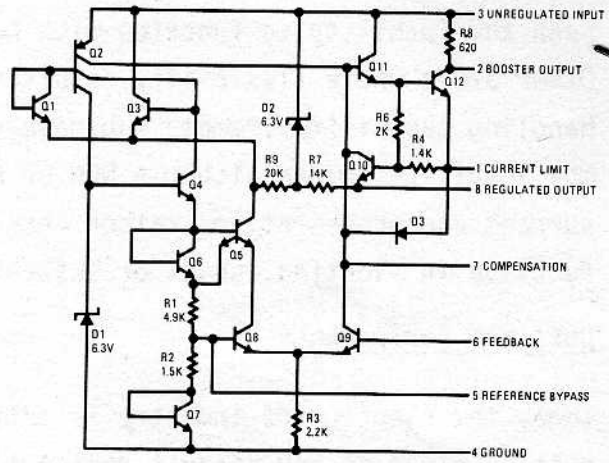 3 UNREGULATED INPUT
R8
620
Q2
Q11
2 BOOSTER OUTPUT
Q12
D2
6.3V
Q1
Q3
R6
2K
R4
1.4K
Q10
1 CURRENT LIMIT
R9
20K
R7
14K
8 REGULATED OUTPUT
Q4
Q5
D3
Q6
7 COMPENSATION
R1
4.9K
D1
6.3V
Q8
Q9
6 FEEDBACK
R2
1.5K
5 REFERENCE BYPASS
Q7
R3
2.2K
4 GROUND